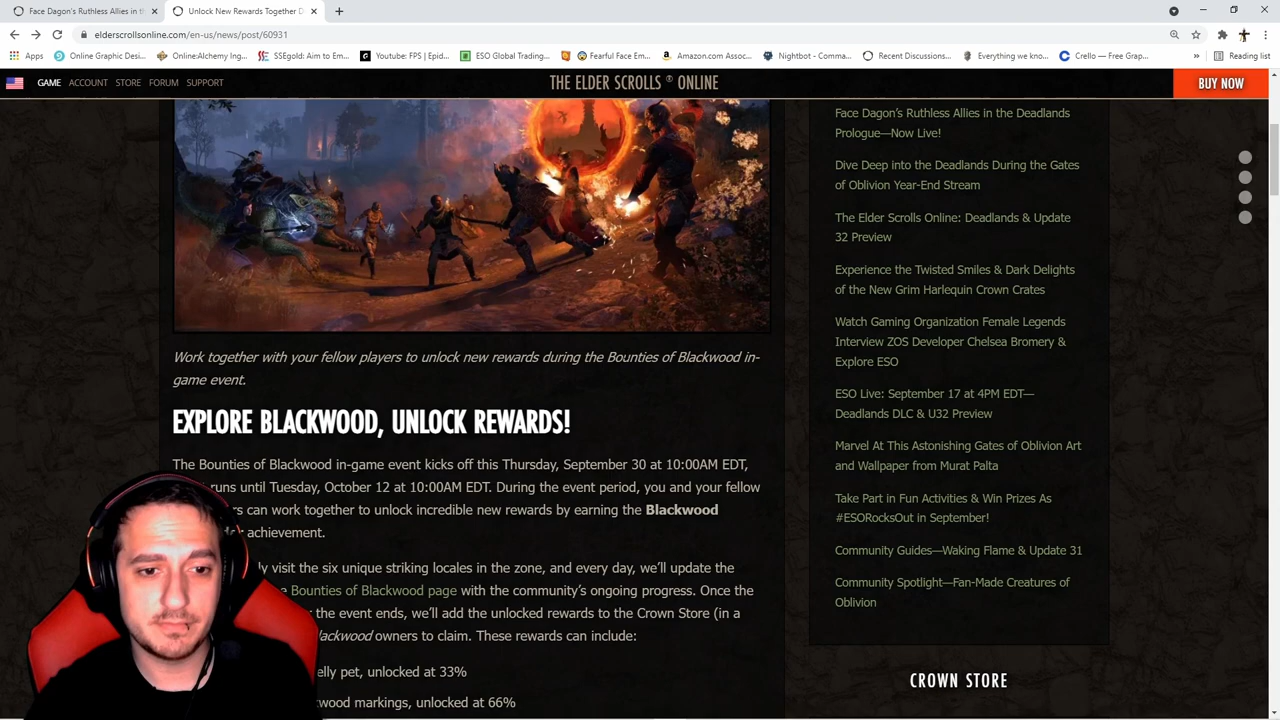 Face Dagon's Ruthless Allies in t
Unlock New Rewards Together D
elderscrollsonline.com/en-us/news/post/60931
Apps
Online Graphic Desi...
Online:Alchemy Ing...
SSEgold: Aim to Em...
Youtube: FPS | Epid...
ESO Global Trading...
Fearful Face Em...
Amazon.com Assoc...
Nightbot - Comma...
Recent Discussions...
Everything we kno...
Crello — Free Grap...
»
Reading list
GAME ACCOUNT STORE FORUM SUPPORT
THE ELDER SCROLLS ® ONLINE
BUY NOW
Work together with your fellow players to unlock new rewards during the Bounties of Blackwood in-
game event.
EXPLORE BLACKWOOD, UNLOCK REWARDS!
The Bounties of Blackwood in-game event kicks off this Thursday, September 30 at 10:00AM EDT,
runs until Tuesday, October 12 at 10:00AM EDT. During the event period, you and your fellow
can work together to unlock incredible new rewards by earning the Blackwood
achievement.
visit the six unique striking locales in the zone, and every day, we'll update the
Bounties of Blackwood page with the community's ongoing progress. Once the
the event ends, we'll add the unlocked rewards to the Crown Store (in a
lackwood owners to claim. These rewards can include:
elly pet, unlocked at 33%
wood markings, unlocked at 66%
Face Dagon's Ruthless Allies in the Deadlands
Prologue—Now Live!
Dive Deep into the Deadlands During the Gates
of Oblivion Year-End Stream
The Elder Scrolls Online: Deadlands & Update
32 Preview
Experience the Twisted Smiles & Dark Delights
of the New Grim Harlequin Crown Crates
Watch Gaming Organization Female Legends
Interview ZOS Developer Chelsea Bromery &
Explore ESO
ESO Live: September 17 at 4PM EDT—
Deadlands DLC & U32 Preview
Marvel At This Astonishing Gates of Oblivion Art
and Wallpaper from Murat Palta
Take Part in Fun Activities & Win Prizes As
#ESORocksOut in September!
Community Guides—Waking Flame & Update 31
Community Spotlight—Fan-Made Creatures of
Oblivion
CROWN STORE